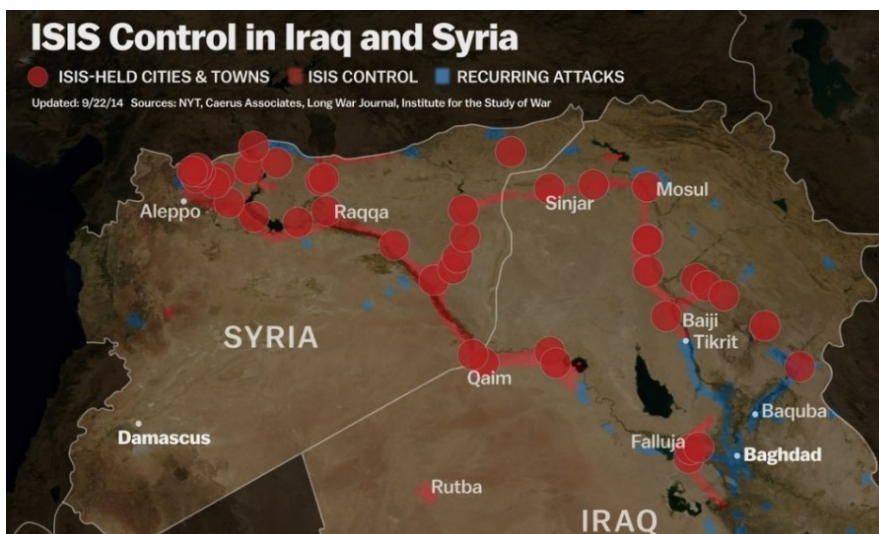 ISIS Control in Iraq and Syria
ISIS-HELD CITIES & TOWNS ISIS CONTROL RECURRING ATTACKS
Updated: 9/22/14 Sources: NYT, Caerus Associates, Long War Journal, Institute for the Study of War
Mosul
Sinjar
Aleppo
Raqqa
Baiji
SYRIA
Tikrit
Qaim
Baquba
Damascus
Falluja
Baghdad
Rutba
IRAQ